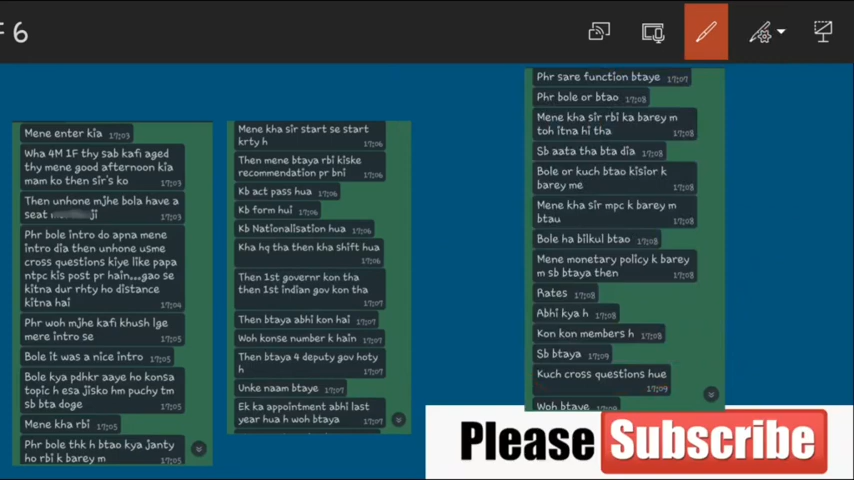 F 6
Mene enter kia 17;03
Wha 4M 1F thy sab kafi aged
thy mene good afternoon kia
mam ko then sir's ko 17;03
Then unhone mjhe bola have a
seat ji 17;03
Phr bole intro do apna mene
intro dia then unhone usme
cross questions kiye like papa
ntpc kis post pr hain...gao se
kitna dur rhty ho distance
kitna hai 17;04
Phr woh mjhe kafi khush lge
mere intro se 17;05
Bole it was a nice intro 17;05
Bole kya pdhkr aaye ho konsa
topic h esa jisko hm puchy tm
sb bta doge 17;05
Mene kha rbi 17;05
Phr bole thk h btao kya janty
ho rbi k barey m 17;05
Mene kha sir start se start
krty h 17;06
Then mene btaya rbi kiske
recommendation pr bni 17;06
Kb act pass hua 17;06
Kb form hui 17;06
Kb Nationalisation hua 17;06
Kha hq tha then kha shift hua
17;06
Then 1st governr kon tha
then 1st indian gov kon tha
17;07
Then btaya abhi kon hai 17;07
Woh konse number k hain 17;07
Then btaya 4 deputy gov hoty
h 17;07
Unke naam btaye 17;07
Ek ka appointment abhi last
year hua h woh btaya 17;07
Phr sare function btaye 17;07
Phr bole or btao 17;08
Mene kha sir rbi ka barey m
toh itna hi tha 17;08
Sb aata tha bta dia 17;08
Bole or kuch btao kisior k
barey me 17;08
Mene kha sir mpc k barey m
btau 17;08
Bole ha bilkul btao 17;08
Mene monetary policy k barey
m sb btaya then 17;08
Rates 17;08
Abhi kya h 17;08
Kon kon members h 17;08
Sb btaya 17;09
Kuch cross questions hue
17;09
Woh btaye 17;09
Please Subscribe